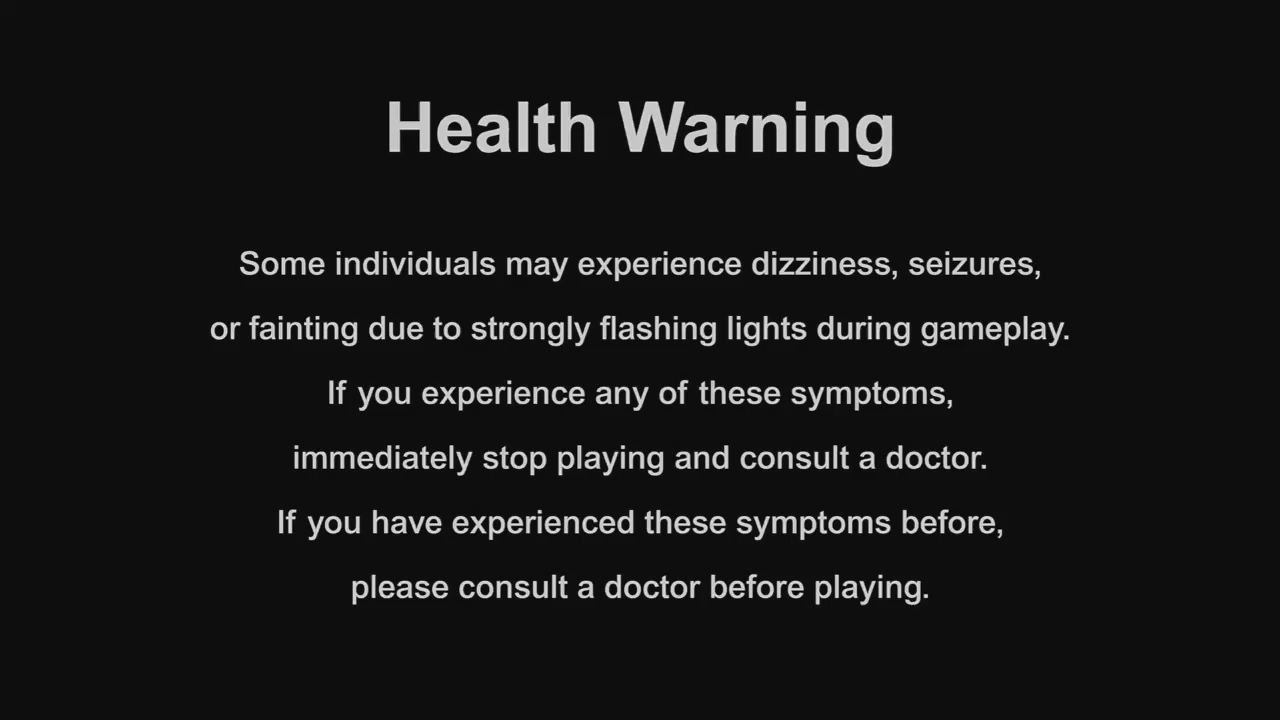 Health Warning
Some individuals may experience dizziness, seizures,
or fainting due to strongly flashing lights during gameplay.
If you experience any of these symptoms,
immediately stop playing and consult a doctor.
If you have experienced these symptoms before,
please consult a doctor before playing.